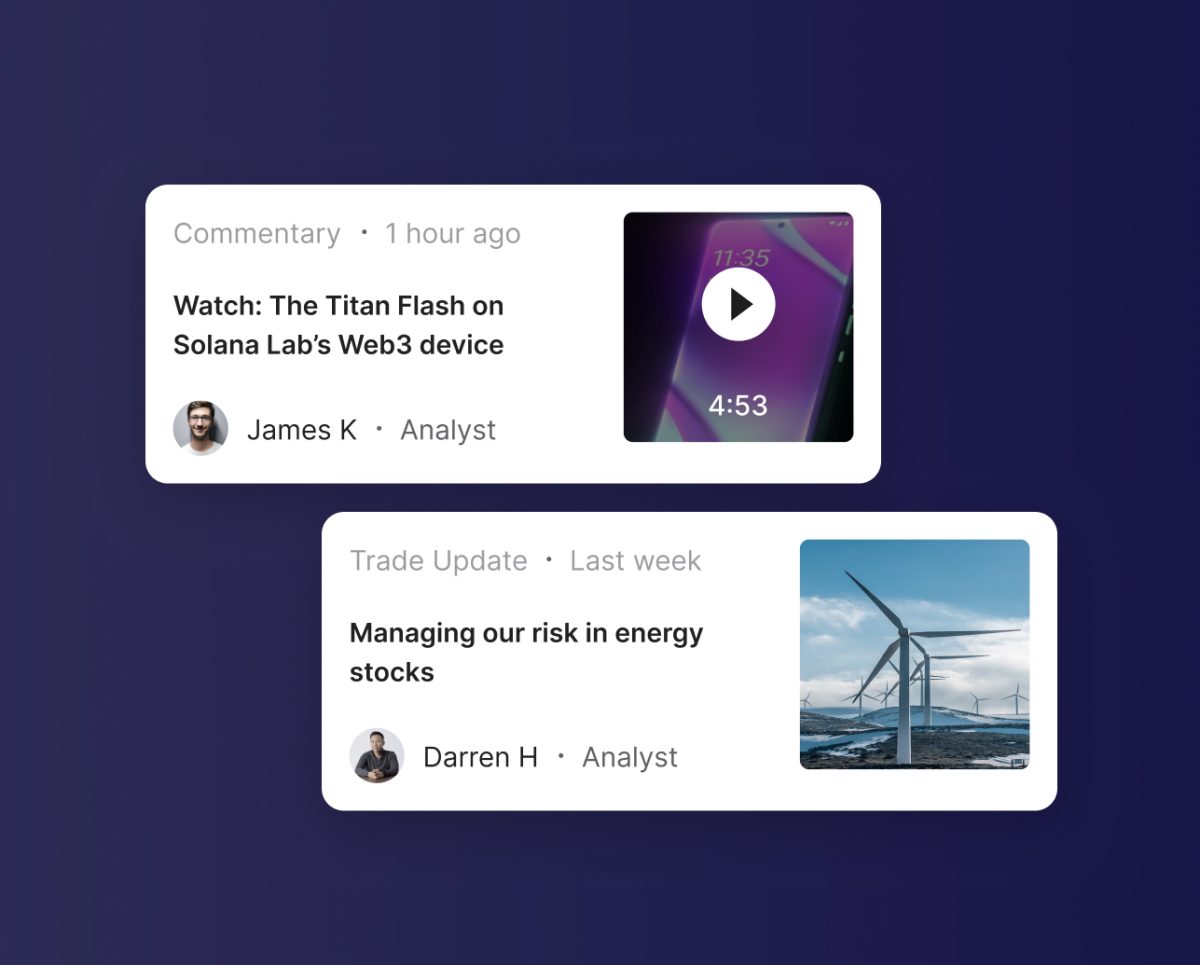 Commentary · 1 hour ago
Watch: The Titan Flash on
Solana Lab’s Web3 device
James K · Analyst
11:35
4:53
Trade Update · Last week
Managing our risk in energy
stocks
Darren H · Analyst